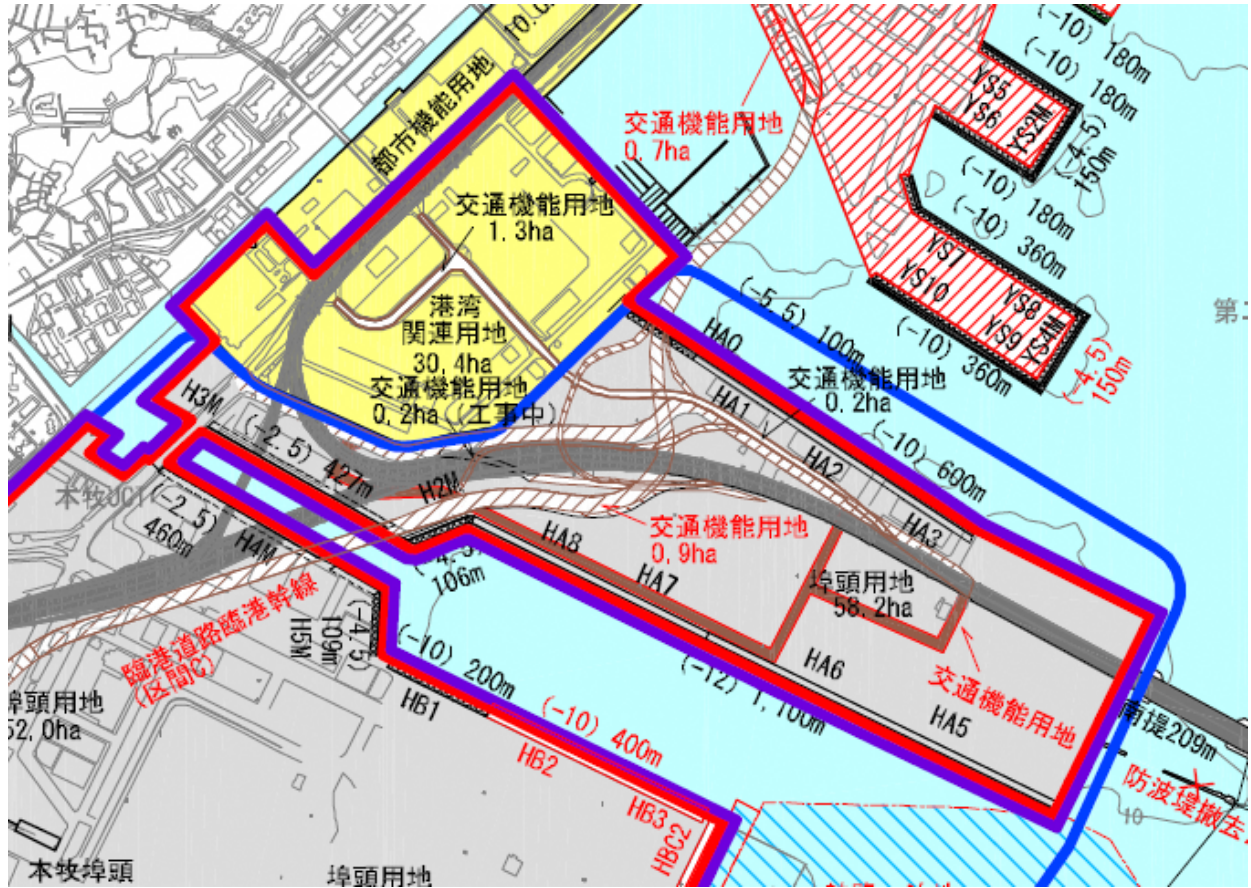 10.0
都市機能用地
交通機能用地
0.7ha
交通機能用地
1.3ha
港湾
関連用地
30.4ha
交通機能用地
0.2ha（工事中）
(-10) 180m
(-10) 180m
YS5
YS6
YS2M
(-4.5)
150m
(-10) 180m
(-10) 360m
YS7
YS10
YS8
YS9
YS4M
(-4.5)
150m
(-10) 360m
(-5.5) 100m
第二
HA0
HA1
HA2
HA3
交通機能用地
0.2ha
(-10) 600m
H3M
(-2.5) 427m
H2M
木牧UC
(-2.5)
460m
H4M
106m
HA8
HA7
交通機能用地
0.9ha
埠頭用地
58.2ha
HA6
HA5
交通機能用地
(-12) 1,100m
臨港道路臨港幹線
(区間C)
(-4.5)
109m
H5M
(-10) 200m
HB1
(-10) 400m
HB2
HB3
HBC2
埠頭用地
52.0ha
南提209m
防波堤撤去
10
本牧埠頭
埠頭用地